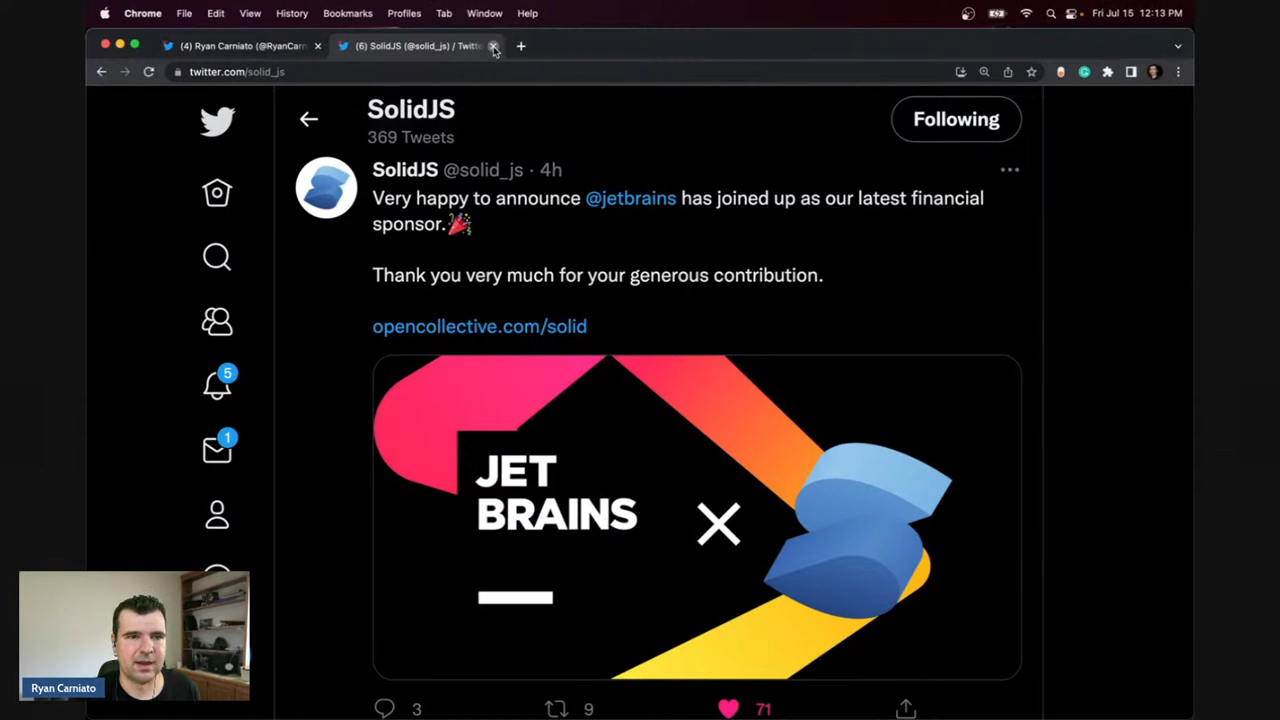 Chrome File Edit View History Bookmarks Profiles Tab Window Help Fri Jul 15 12:13 PM
(4) Ryan Carniato (@RyanCarn (6) SolidJS (@solid_js) / Twitte
twitter.com/solid_js
SolidJS
369 Tweets
Following
SolidJS @solid_js · 4h
Very happy to announce @jetbrains has joined up as our latest financial
sponsor.🎉
Thank you very much for your generous contribution.
opencollective.com/solid
5
1
JET
BRAINS
3 9 71
Ryan Carniato